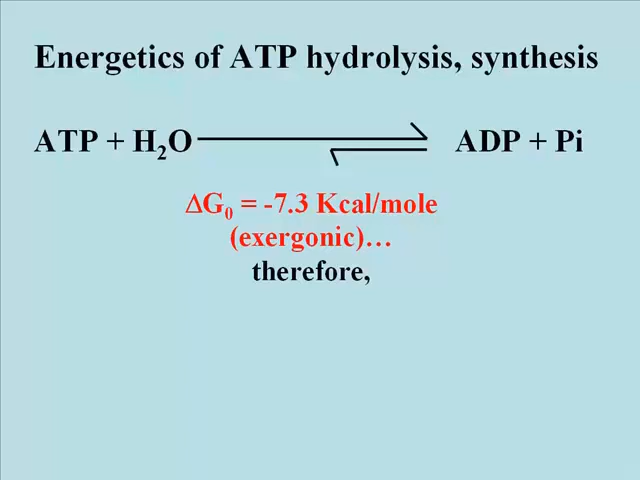 Energetics of ATP hydrolysis, synthesis
ATP + H₂O ADP + Pi
ΔG₀ = -7.3 Kcal/mole
(exergonic)…
therefore,